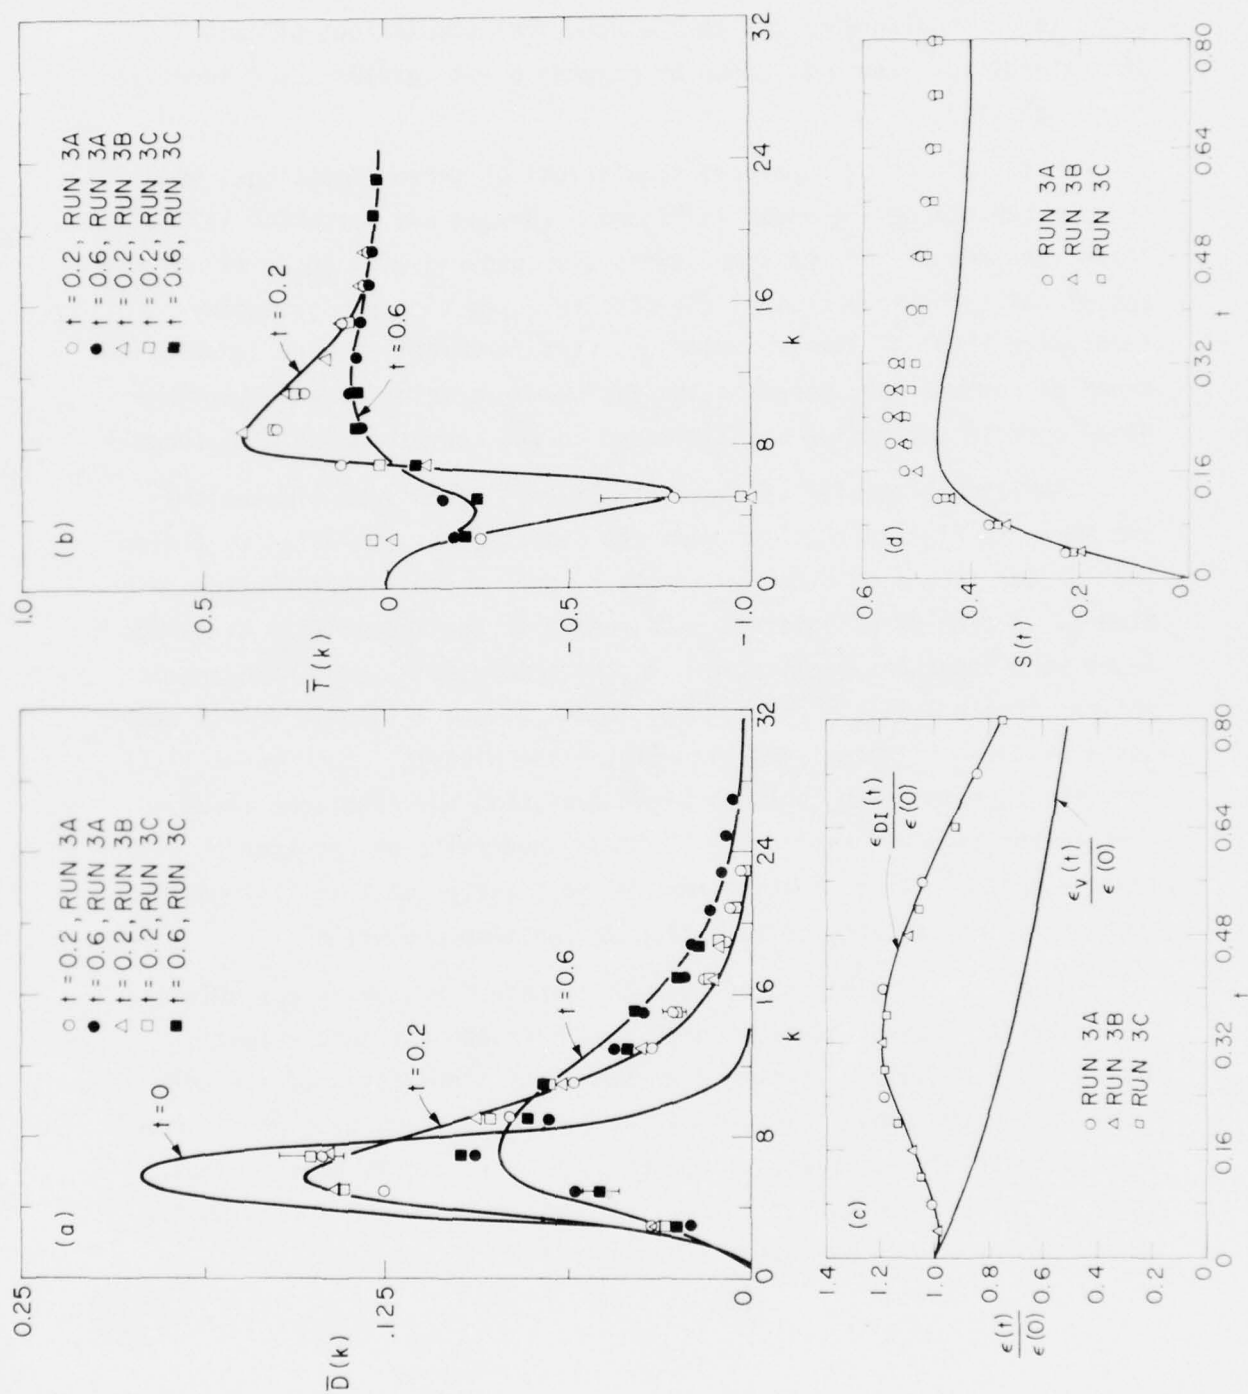 (a)
○ t = 0.2, RUN 3A
● t = 0.6, RUN 3A
△ t = 0.2, RUN 3B
□ t = 0.2, RUN 3C
■ t = 0.6, RUN 3C
t = 0
t = 0.2
t = 0.6
D̅(k)
0.25
.125
0
0 8 16 24 32
k
(b)
○ t = 0.2, RUN 3A
● t = 0.6, RUN 3A
△ t = 0.2, RUN 3B
□ t = 0.2, RUN 3C
■ t = 0.6, RUN 3C
t = 0.2
t = 0.6
T̅(k)
1.0
0.5
0
-0.5
-1.0
0 8 16 24 32
k
(c)
ϵ(t)
ϵ(0)
1.4
1.2
1.0
0.8
0.6
0.4
0.2
0
ϵDI(t)
ϵ(0)
ϵV(t)
ϵ(0)
○ RUN 3A
△ RUN 3B
□ RUN 3C
0 0.16 0.32 0.48 0.64 0.80
t
(d)
S(t)
0.6
0.4
0.2
0
○ RUN 3A
△ RUN 3B
□ RUN 3C
0 0.16 0.32 0.48 0.64 0.80
t